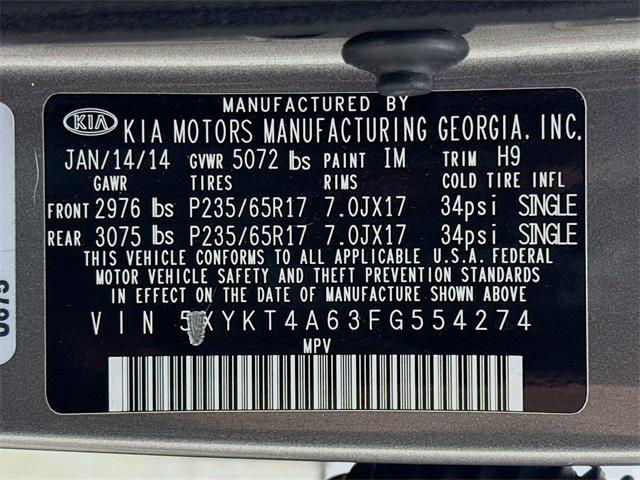 MANUFACTURED BY
KIA KIA MOTORS MANUFACTURING GEORGIA, INC.
JAN/14/14 GVWR 5072 lbs PAINT IM TRIM H9
GAWR TIRES RIMS COLD TIRE INFL
FRONT 2976 lbs P235/65R17 7.0JX17 34psi SINGLE
REAR 3075 lbs P235/65R17 7.0JX17 34psi SINGLE
THIS VEHICLE CONFORMS TO ALL APPLICABLE U.S.A. FEDERAL
MOTOR VEHICLE SAFETY AND THEFT PREVENTION STANDARDS
IN EFFECT ON THE DATE OF MANUFACTURE SHOWN ABOVE
VIN 5XYKT4A63FG554274
MPV